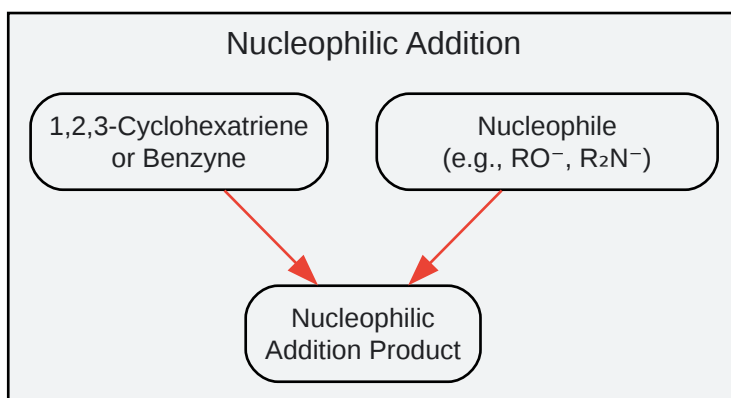 Nucleophilic Addition
1,2,3-Cyclohexatriene
or Benzyne
Nucleophile
(e.g., RO⁻, R₂N⁻)
Nucleophilic
Addition Product